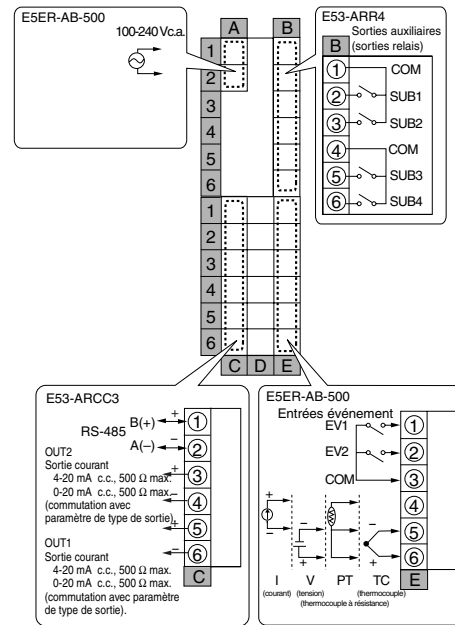 E5ER-AB-500
100-240 Vc.a.
A
B
1
2
3
4
5
6
1
2
3
4
5
6
C D E
E53-ARR4
Sorties auxiliaires
(sorties relais)
B
1 COM
2 SUB1
3 SUB2
4 COM
5 SUB3
6 SUB4
E53-ARCC3
RS-485
B(+) + 1
A(−) − 2
OUT2
Sortie courant
4-20 mA c.c., 500 Ω max.
0-20 mA c.c., 500 Ω max.
(commutation avec
paramètre de type de sortie).
+ 3
− 4
+ 5
− 6
OUT1
Sortie courant
4-20 mA c.c., 500 Ω max.
0-20 mA c.c., 500 Ω max.
(commutation avec paramètre
de type de sortie).
C
E5ER-AB-500
Entrées événement
EV1 1
EV2 2
COM 3
4
5
6
+ − − + − +
I V PT TC
(courant) (tension) (thermocouple)
(thermocouple à résistance)
E